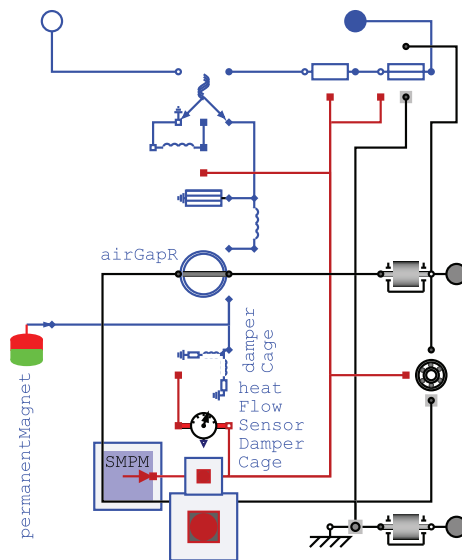 airGapR
damper
Cage
permanentMagnet
heat
Flow
Sensor
Damper
Cage
SMPM